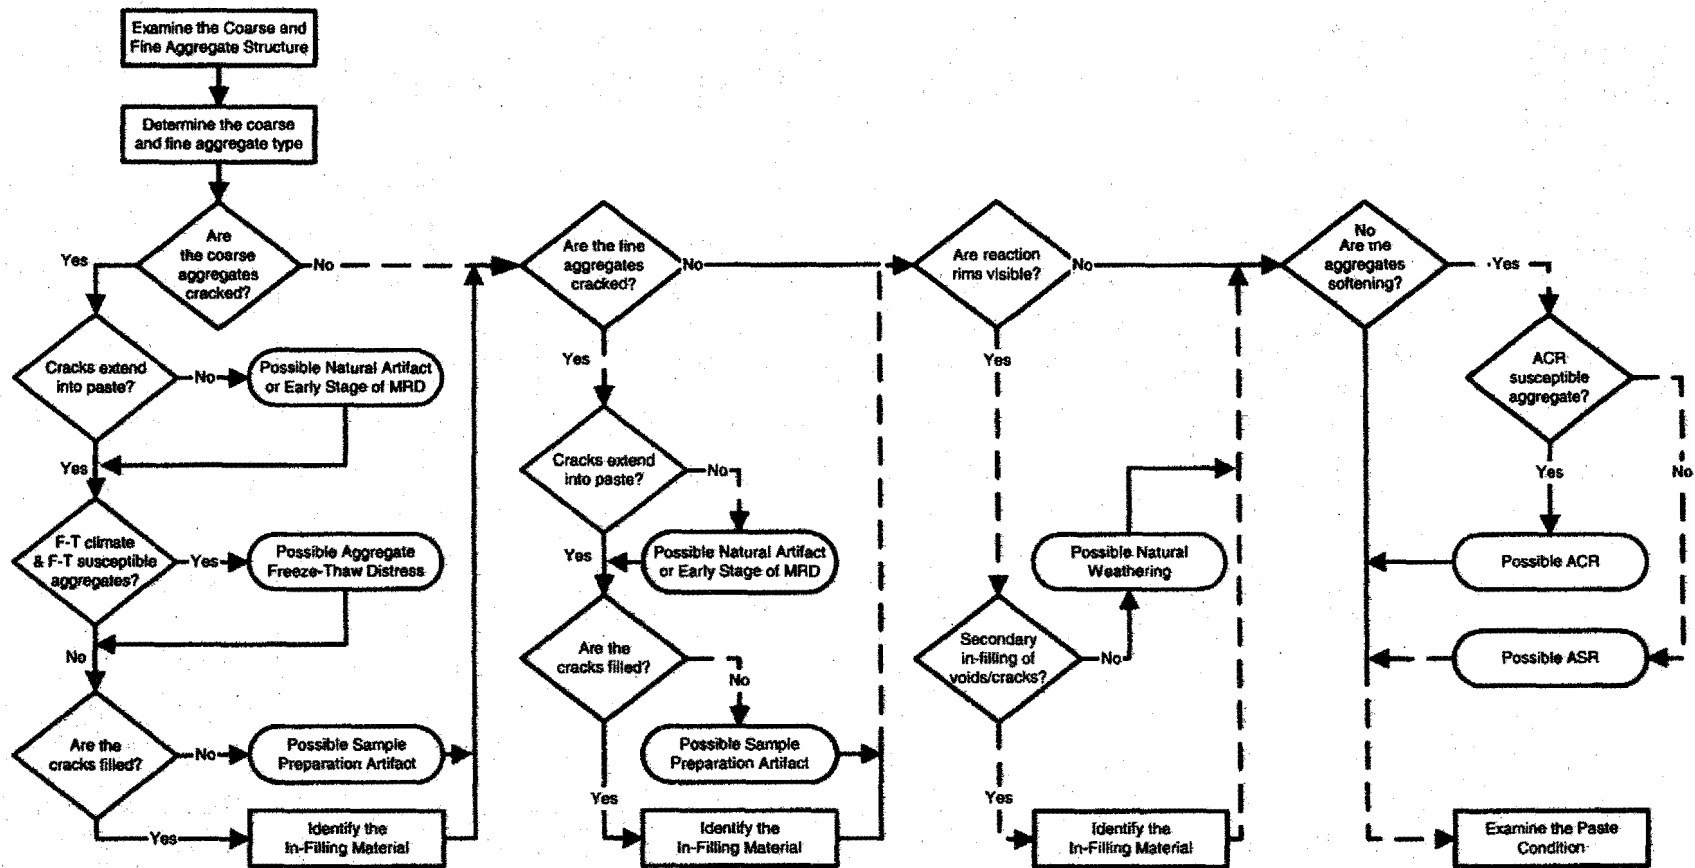 Examine the Coarse and
Fine Aggregate Structure
Determine the coarse
and fine aggregate type
Are
the coarse
aggregates
cracked?
Yes
No
Cracks extend
into paste?
No
Possible Natural Artifact
or Early Stage of MRD
Yes
F-T climate
& F-T susceptible
aggregates?
Yes
Possible Aggregate
Freeze-Thaw Distress
No
Are the
cracks filled?
No
Possible Sample
Preparation Artifact
Yes
Identify the
In-Filling Material
Are the fine
aggregates
cracked?
No
Yes
Cracks extend
into paste?
No
Possible Natural Artifact
or Early Stage of MRD
Yes
Are the
cracks filled?
No
Possible Sample
Preparation Artifact
Yes
Identify the
In-Filling Material
Are reaction
rims visible?
No
Yes
Possible Natural
Weathering
Secondary
in-filling of
voids/cracks?
No
Yes
Identify the
In-Filling Material
No
Are the
aggregates
softening?
Yes
ACR
susceptible
aggregate?
Yes
No
Possible ACR
Possible ASR
Examine the Paste
Condition